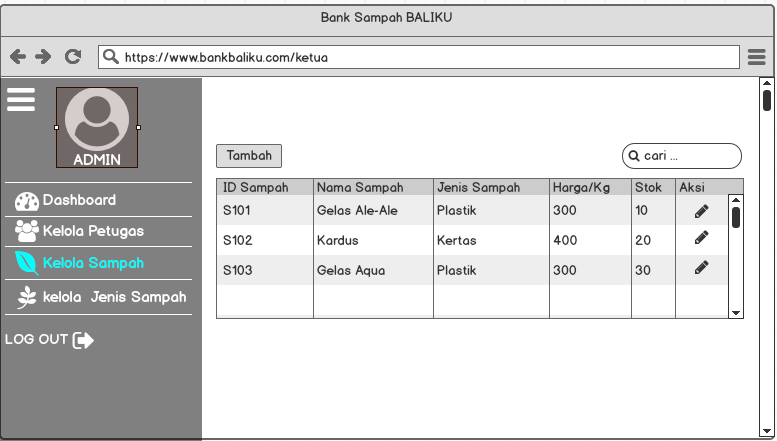 Bank Sampah BALIKU
https://www.bankbaliku.com/ketua
ADMIN
Dashboard
Kelola Petugas
Kelola Sampah
kelola Jenis Sampah
LOG OUT
Tambah
cari ...
ID Sampah Nama Sampah Jenis Sampah Harga/Kg Stok Aksi
S101 Gelas Ale-Ale Plastik 300 10
S102 Kardus Kertas 400 20
S103 Gelas Aqua Plastik 300 30